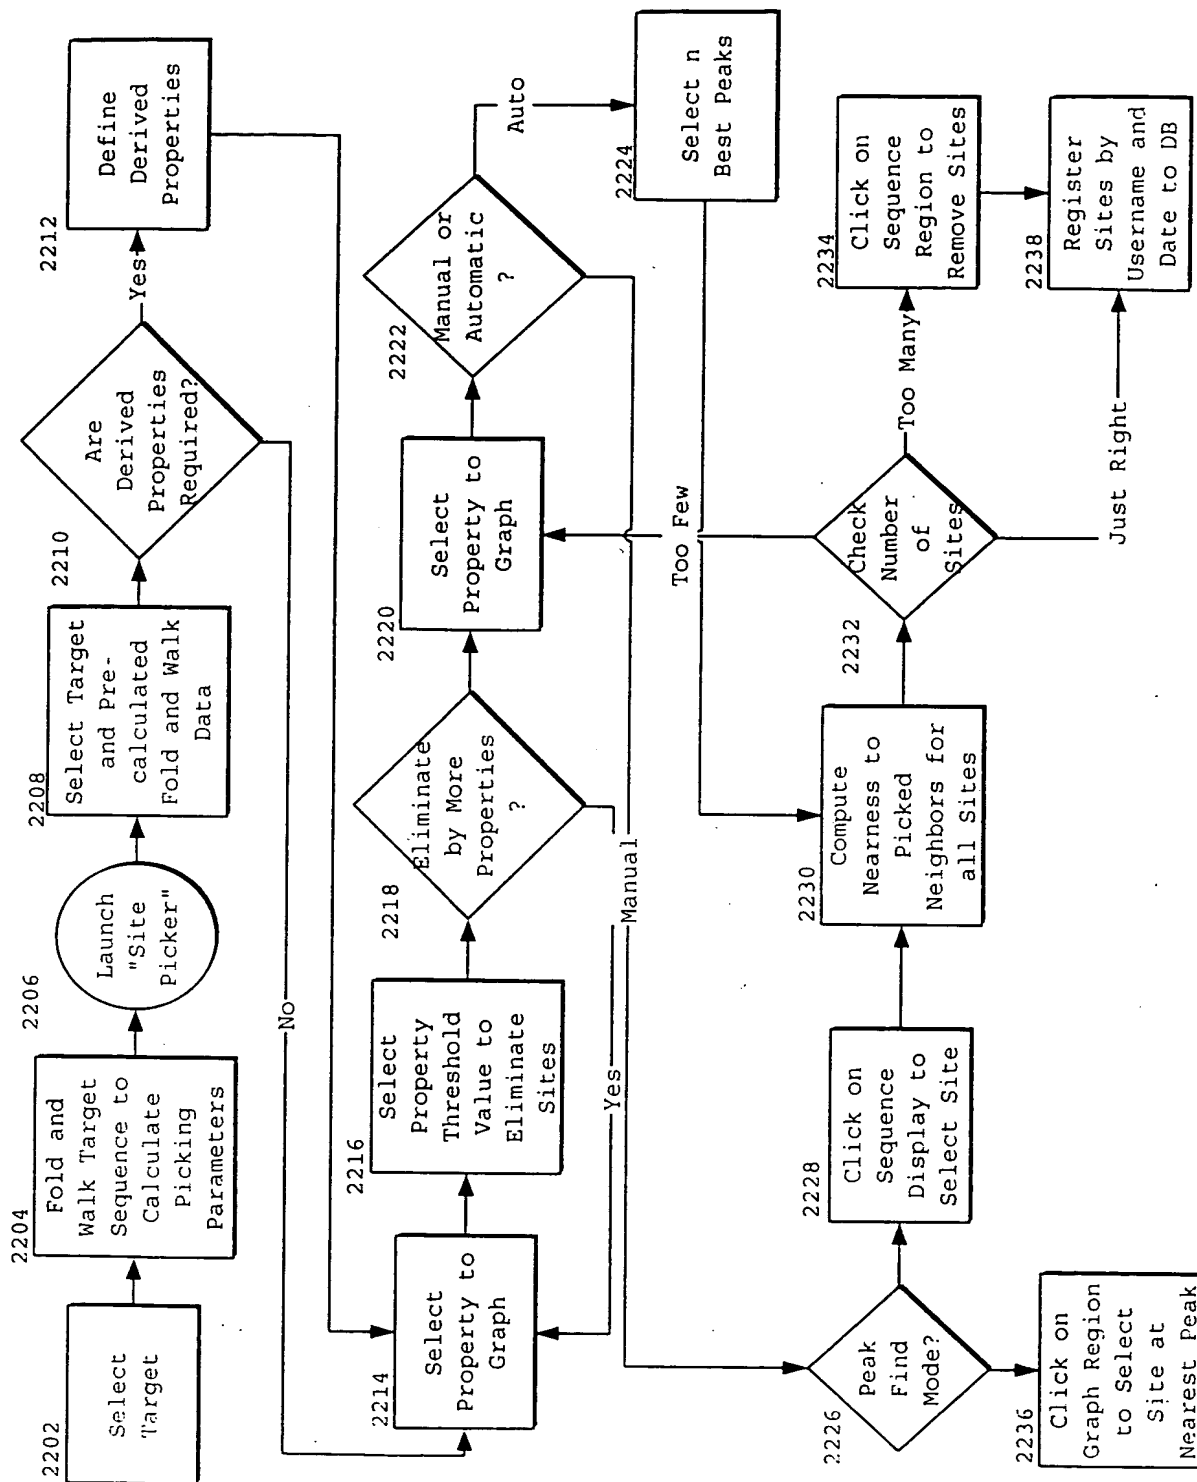 2202
Select
Target
2204
Fold and
Walk Target
Sequence to
Calculate
Picking
Parameters
2206
Launch
"Site
Picker"
2208
Select Target
and Pre-
calculated
Fold and Walk
Data
2210
Are
Derived
Properties
Required?
Yes
No
2212
Define
Derived
Properties
2214
Select
Property to
Graph
2216
Select
Property
Threshold
Value to
Eliminate
Sites
2218
Eliminate
by More
Properties
?
Yes
2220
Select
Property to
Graph
2222
Manual or
Automatic
?
Auto
Manual
2224
Select n
Best Peaks
2226
Peak
Find
Mode?
2228
Click on
Sequence
Display to
Select Site
2230
Compute
Nearness to
Picked
Neighbors for
all Sites
2232
Check
Number
of
Sites
Too Few
Too Many
Just Right
2234
Click on
Sequence
Region to
Remove Sites
2236
Click on
Graph Region
to Select
Site at
Nearest Peak
2238
Register
Sites by
Username and
Date to DB